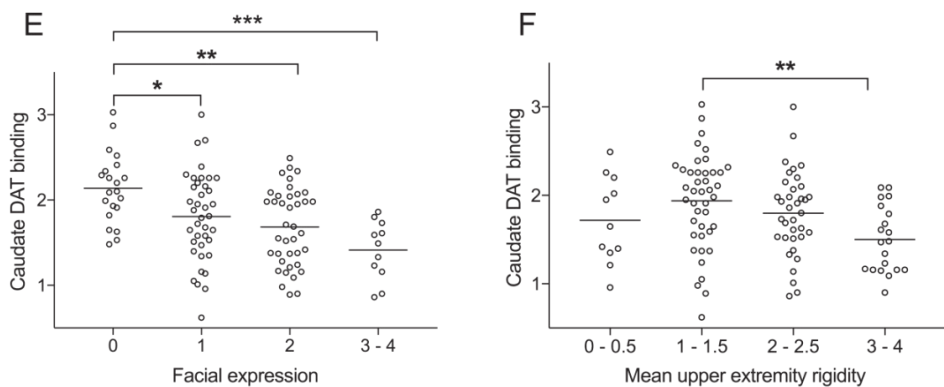 E
***
**
*
3
2
1
Caudate DAT binding
0 1 2 3 - 4
Facial expression
F
**
3
2
1
Caudate DAT binding
0 - 0.5 1 - 1.5 2 - 2.5 3 - 4
Mean upper extremity rigidity